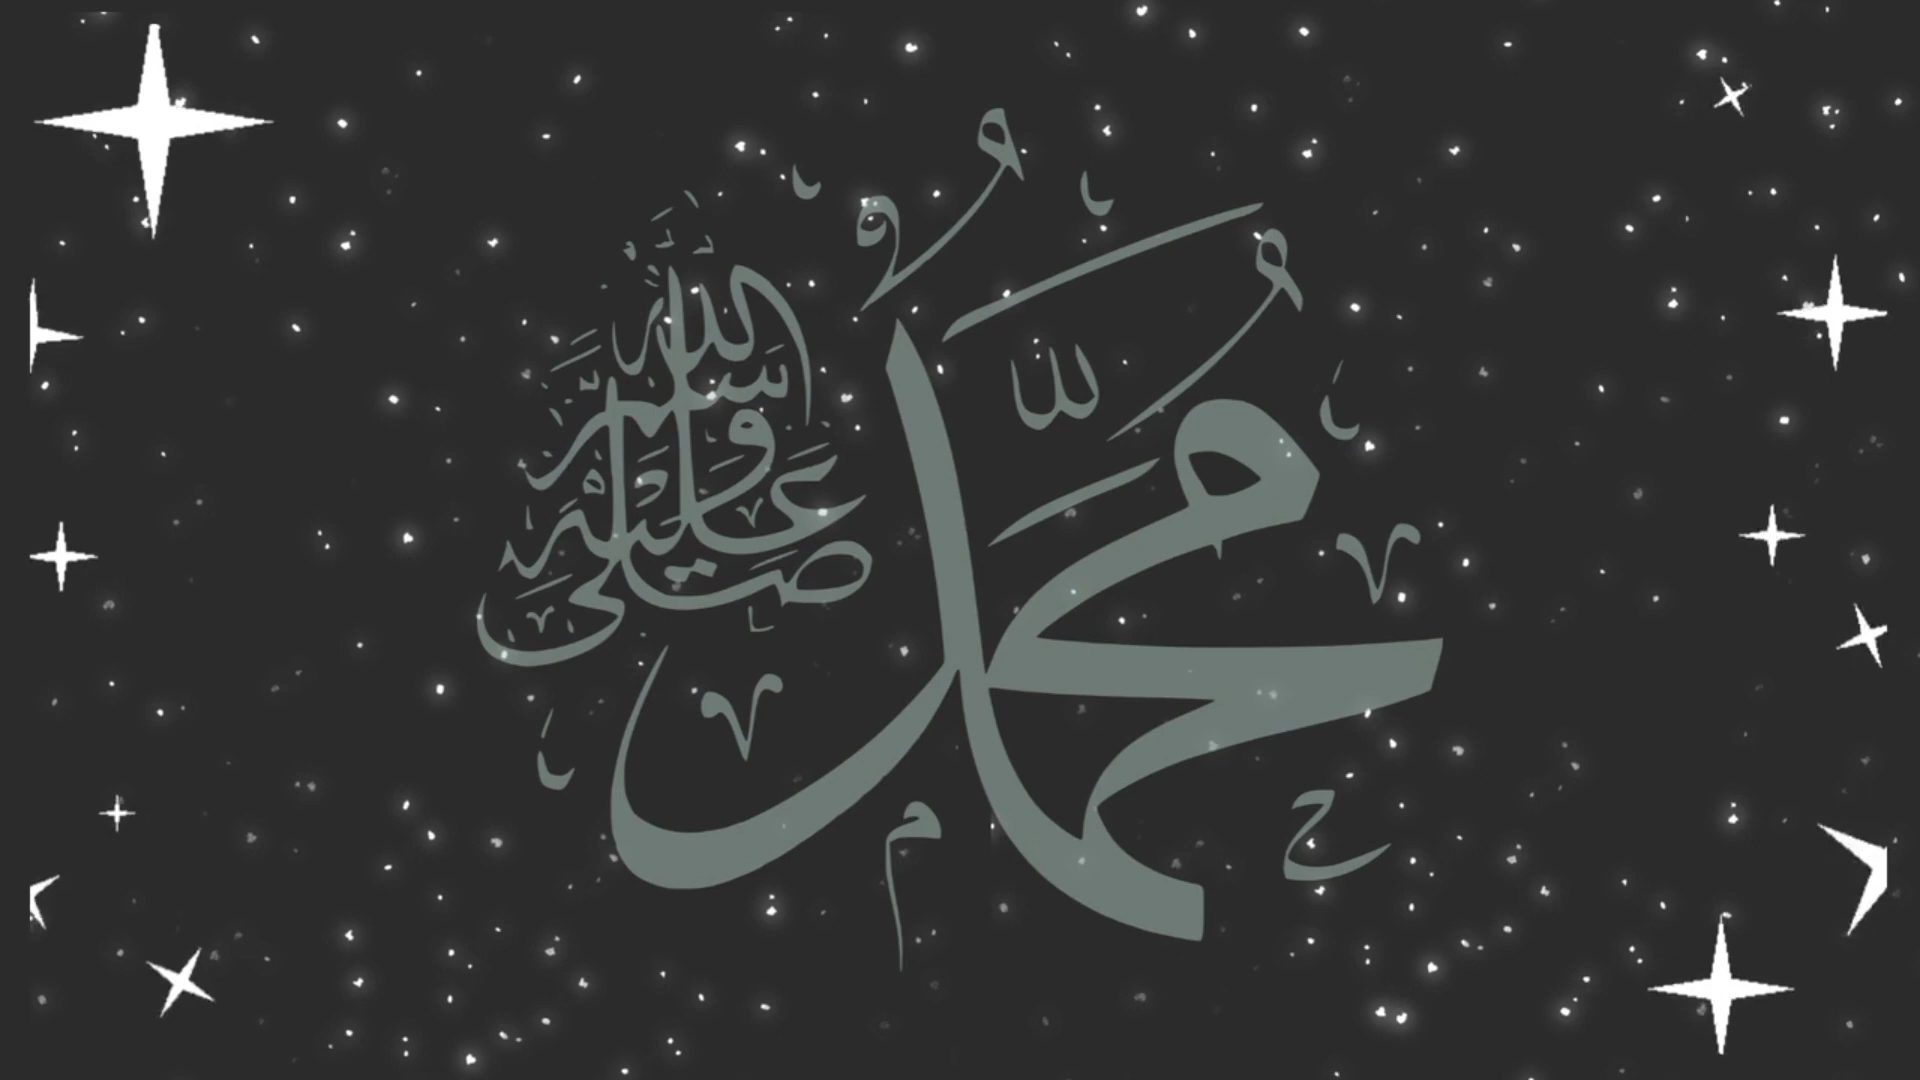 محمد
صلى الله عليه وسلم